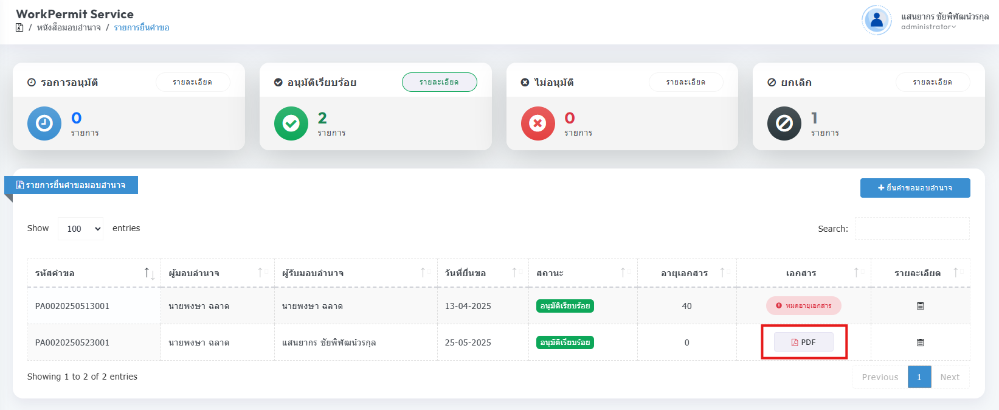 WorkPermit Service
/ หนังสือมอบอำนาจ / รายการยื่นคำขอ
แสนยากร ชัยพิพัฒน์วรกุล
administrator
รอการอนุมัติ รายละเอียด
0
รายการ
อนุมัติเรียบร้อย รายละเอียด
2
รายการ
ไม่อนุมัติ รายละเอียด
0
รายการ
ยกเลิก รายละเอียด
1
รายการ
รายการยื่นคำขอมอบอำนาจ
ยื่นคำขอมอบอำนาจ
Show 100 entries
Search:
รหัสคำขอ ผู้มอบอำนาจ ผู้รับมอบอำนาจ วันที่ยื่นขอ สถานะ อายุเอกสาร เอกสาร รายละเอียด
PA0020250513001 นายพงษา ฉลาด นายพงษา ฉลาด 13-04-2025 อนุมัติเรียบร้อย 40 หมดอายุเอกสาร
PA0020250523001 นายพงษา ฉลาด แสนยากร ชัยพิพัฒน์วรกุล 25-05-2025 อนุมัติเรียบร้อย 0 PDF
Showing 1 to 2 of 2 entries
Previous 1 Next